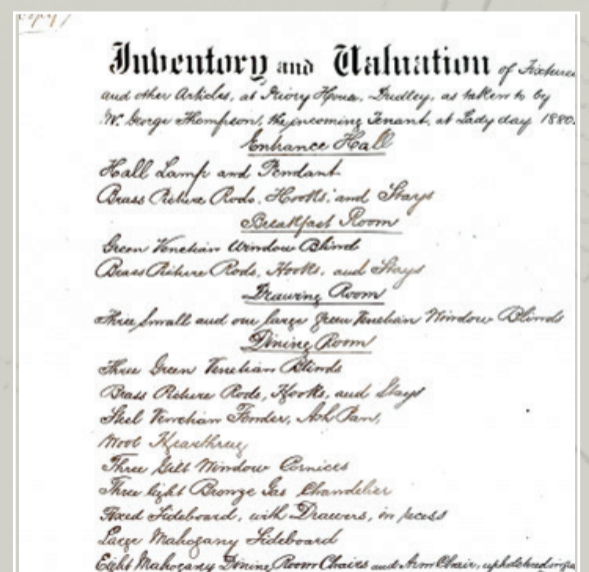 Copy/
Inventory and Valuation of Fixtures
and other Articles, at Priory House, Dudley, as taken to by
Mr. George Thompson, the incoming Tenant, at Lady day 1880.
Entrance Hall
Hall Lamp and Pendant
Brass Picture Rods, Hooks, and Stays
Breakfast Room
Green Venetian Window Blind
Brass Picture Rods, Hooks, and Stays
Drawing Room
Three small and one large green Venetian Window Blinds
Dining Room
Three Green Venetian Blinds
Brass Picture Rods, Hooks, and Stays
Steel Venetian Fender, Ash Pan,
Wool Hearthrug
Three Gilt Window Cornices
Three light Bronze Gas Chandelier
Fixed Sideboard, with Drawers, in recess
Large Mahogany Sideboard
Eight Mahogany Dining Room Chairs and Arm Chair, upholstered in